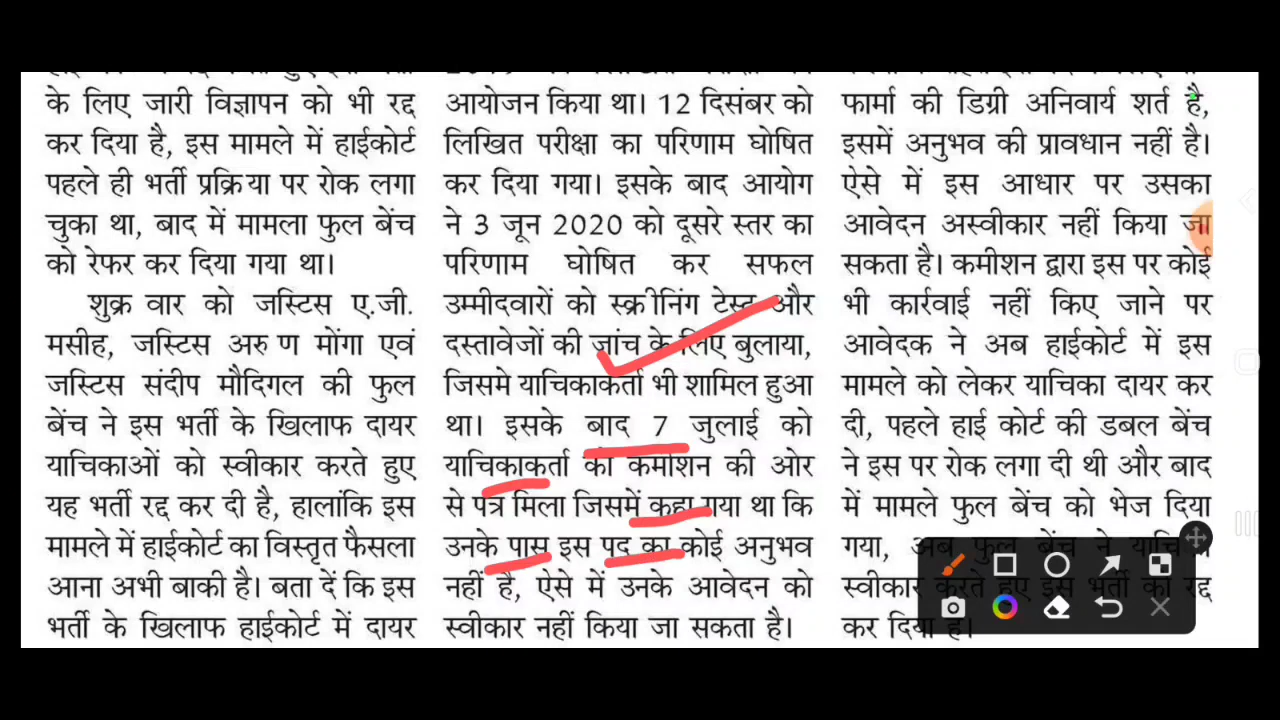 के लिए जारी विज्ञापन को भी रद्द
कर दिया है, इस मामले में हाईकोर्ट
पहले ही भर्ती प्रक्रिया पर रोक लगा
चुका था, बाद में मामला फुल बेंच
को रेफर कर दिया गया था।
शुक्र वार को जस्टिस ए.जी.
मसीह, जस्टिस अरु ण मोंगा एवं
जस्टिस संदीप मौदिगल की फुल
बेंच ने इस भर्ती के खिलाफ दायर
याचिकाओं को स्वीकार करते हुए
यह भर्ती रद्द कर दी है, हालांकि इस
मामले में हाईकोर्ट का विस्तृत फैसला
आना अभी बाकी है। बता दें कि इस
भर्ती के खिलाफ हाईकोर्ट में दायर
आयोजन किया था। 12 दिसंबर को
लिखित परीक्षा का परिणाम घोषित
कर दिया गया। इसके बाद आयोग
ने 3 जून 2020 को दूसरे स्तर का
परिणाम घोषित कर सफल
उम्मीदवारों को स्क्रीनिंग टेस्ट और
दस्तावेजों की जांच के लिए बुलाया,
जिसमे याचिकाकर्ता भी शामिल हुआ
था। इसके बाद 7 जुलाई को
याचिकाकर्ता को कमीशन की ओर
से पत्र मिला जिसमें कहा गया था कि
उनके पास इस पद का कोई अनुभव
नहीं है, ऐसे में उनके आवेदन को
स्वीकार नहीं किया जा सकता है।
फार्मा की डिग्री अनिवार्य शर्त है,
इसमें अनुभव की प्रावधान नहीं है।
ऐसे में इस आधार पर उसका
आवेदन अस्वीकार नहीं किया जा
सकता है। कमीशन द्वारा इस पर कोई
भी कार्रवाई नहीं किए जाने पर
आवेदक ने अब हाईकोर्ट में इस
मामले को लेकर याचिका दायर कर
दी, पहले हाई कोर्ट की डबल बेंच
ने इस पर रोक लगा दी थी और बाद
में मामले फुल बेंच को भेज दिया
गया, अब फुल बेंच ने याचिका
स्वीकार करते हुए इस भर्ती को रद्द
कर दिया है।